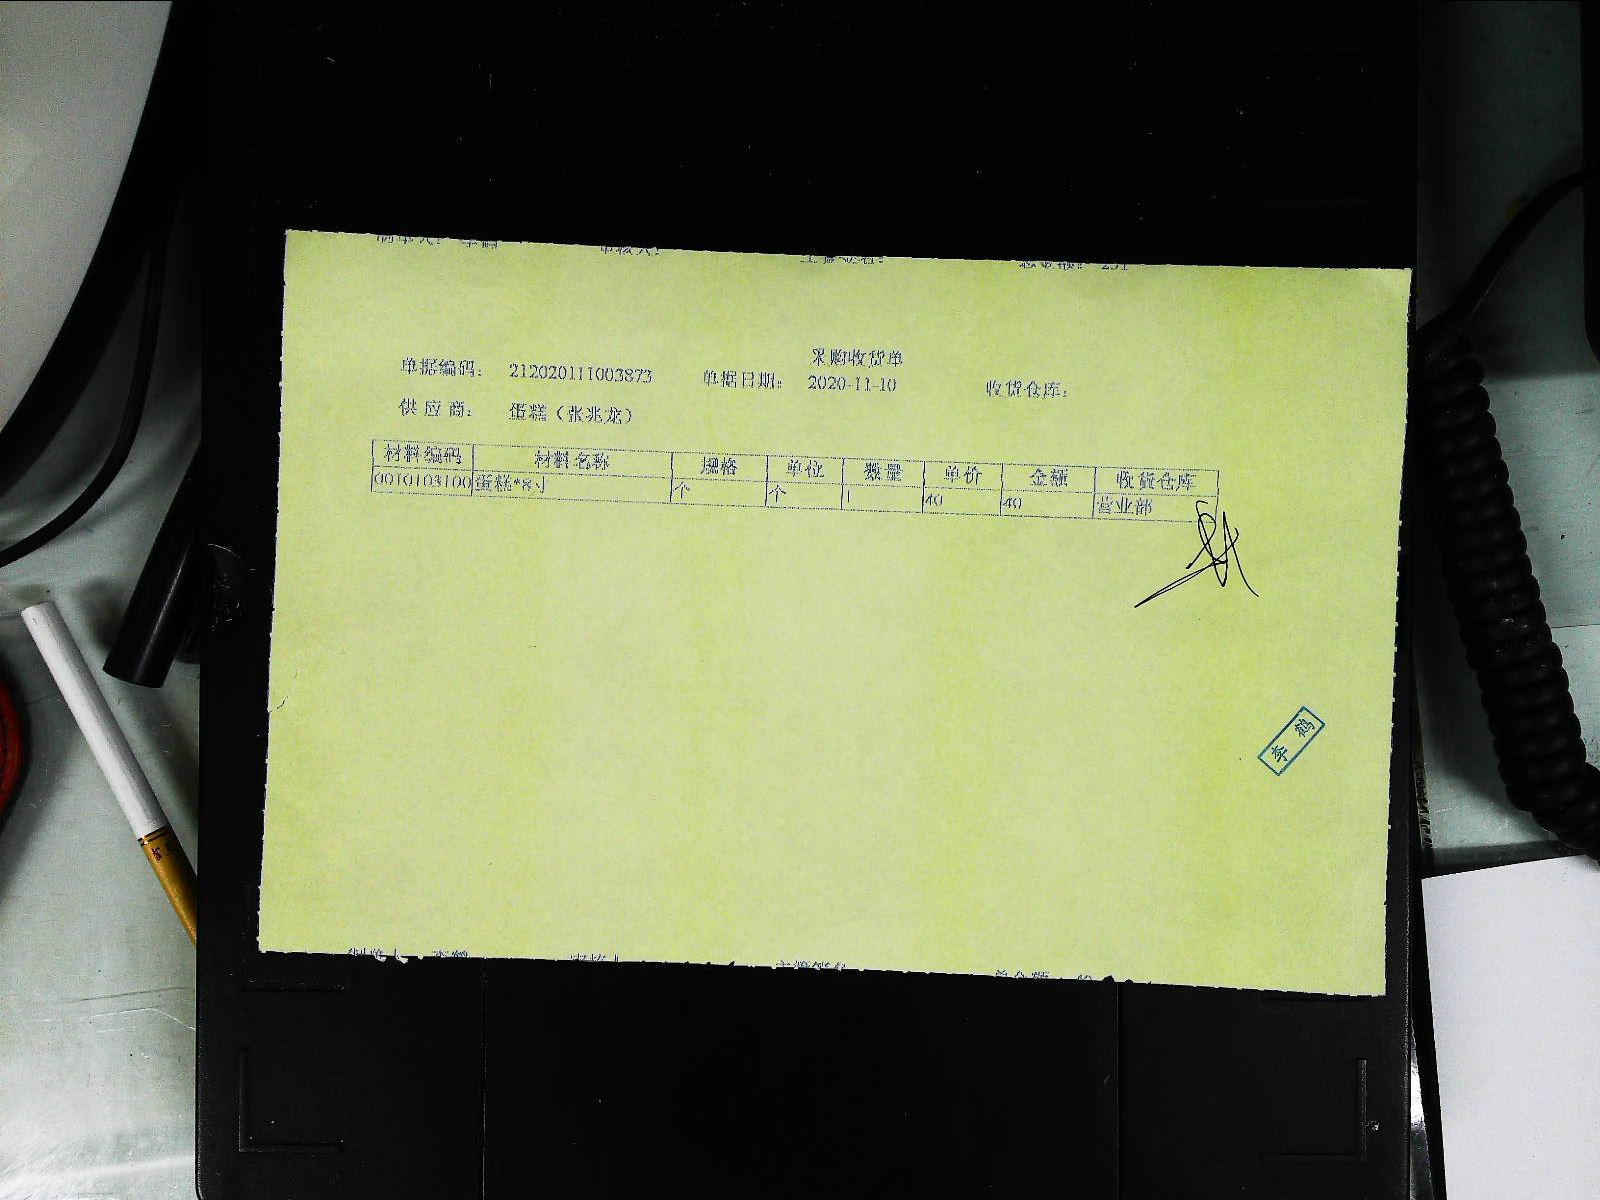 采购收货单
单据编码: 212020111003873 单据日期: 2020-11-10 收货仓库:
供应商: 蛋糕（张兆龙）
材料编码 材料名称 规格 单位 数量 单价 金额 收货仓库
0010103100 蛋糕*8寸 个 个 1 40 40 营业部
李鹤